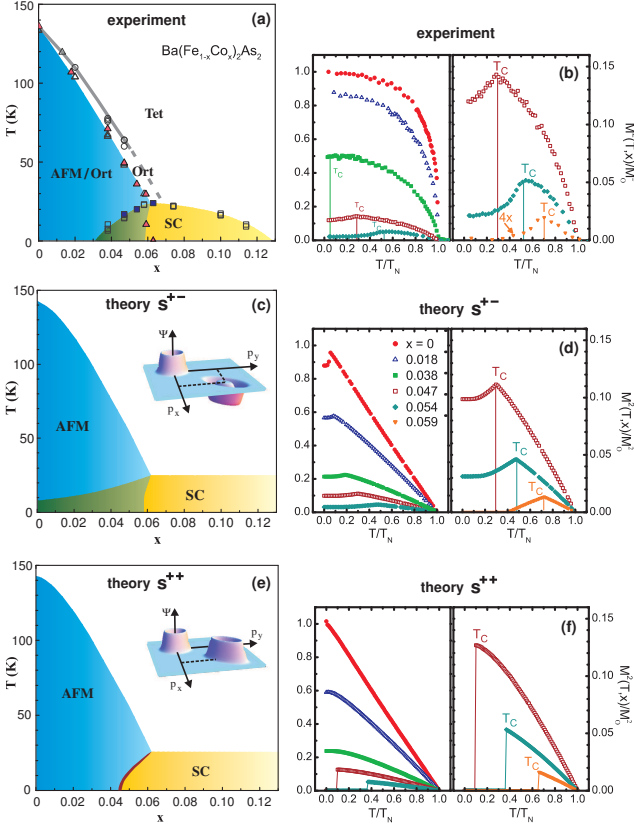 experiment
(a)
Ba(Fe1-xCox)2As2
T (K)
150
100
50
0
Tet
AFM/Ort
Ort
SC
0 0.02 0.04 0.06 0.08 0.10 0.12
x
experiment
(b)
1.0
0.8
0.6
0.4
0.2
0.0
TC
TC
TC
0.0 0.2 0.4 0.6 0.8 1.0
T/TN
TC
TC
TC
4x
0.0 0.2 0.4 0.6 0.8 1.0
T/TN
0.15
0.10
0.05
0.00
theory s+-
(c)
T (K)
150
100
50
0
Ψ
py
px
AFM
SC
0 0.02 0.04 0.06 0.08 0.10 0.12
x
theory s+-
(d)
x = 0
0.018
0.038
0.047
0.054
0.059
1.0
0.8
0.6
0.4
0.2
0.0
0.0 0.2 0.4 0.6 0.8 1.0
T/TN
TC
TC
TC
0.0 0.2 0.4 0.6 0.8 1.0
T/TN
0.15
0.10
0.05
0.00
M2(T,x)/M2O
theory s++
(e)
T (K)
150
100
50
0
Ψ
py
px
AFM
SC
0 0.02 0.04 0.06 0.08 0.10 0.12
x
theory s++
(f)
1.0
0.8
0.6
0.4
0.2
0.0
0.0 0.2 0.4 0.6 0.8 1.0
T/TN
TC
TC
TC
0.0 0.2 0.4 0.6 0.8 1.0
T/TN
0.15
0.10
0.05
0.00
M2(T,x)/M2O